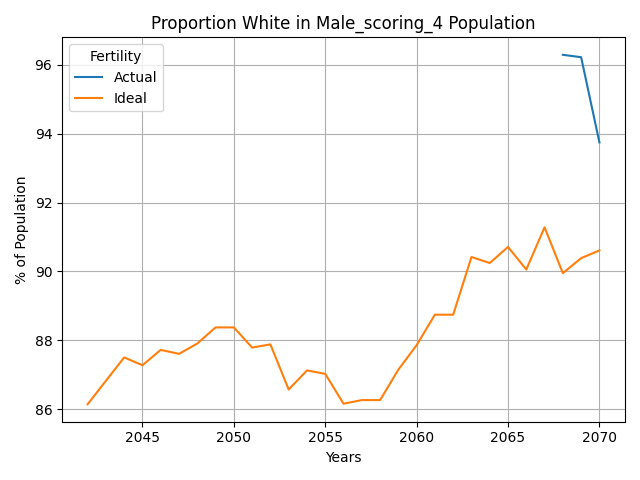 Proportion White in Male_scoring_4 Population
Fertility
Actual
Ideal
% of Population
96
94
92
90
88
86
2045 2050 2055 2060 2065 2070
Years